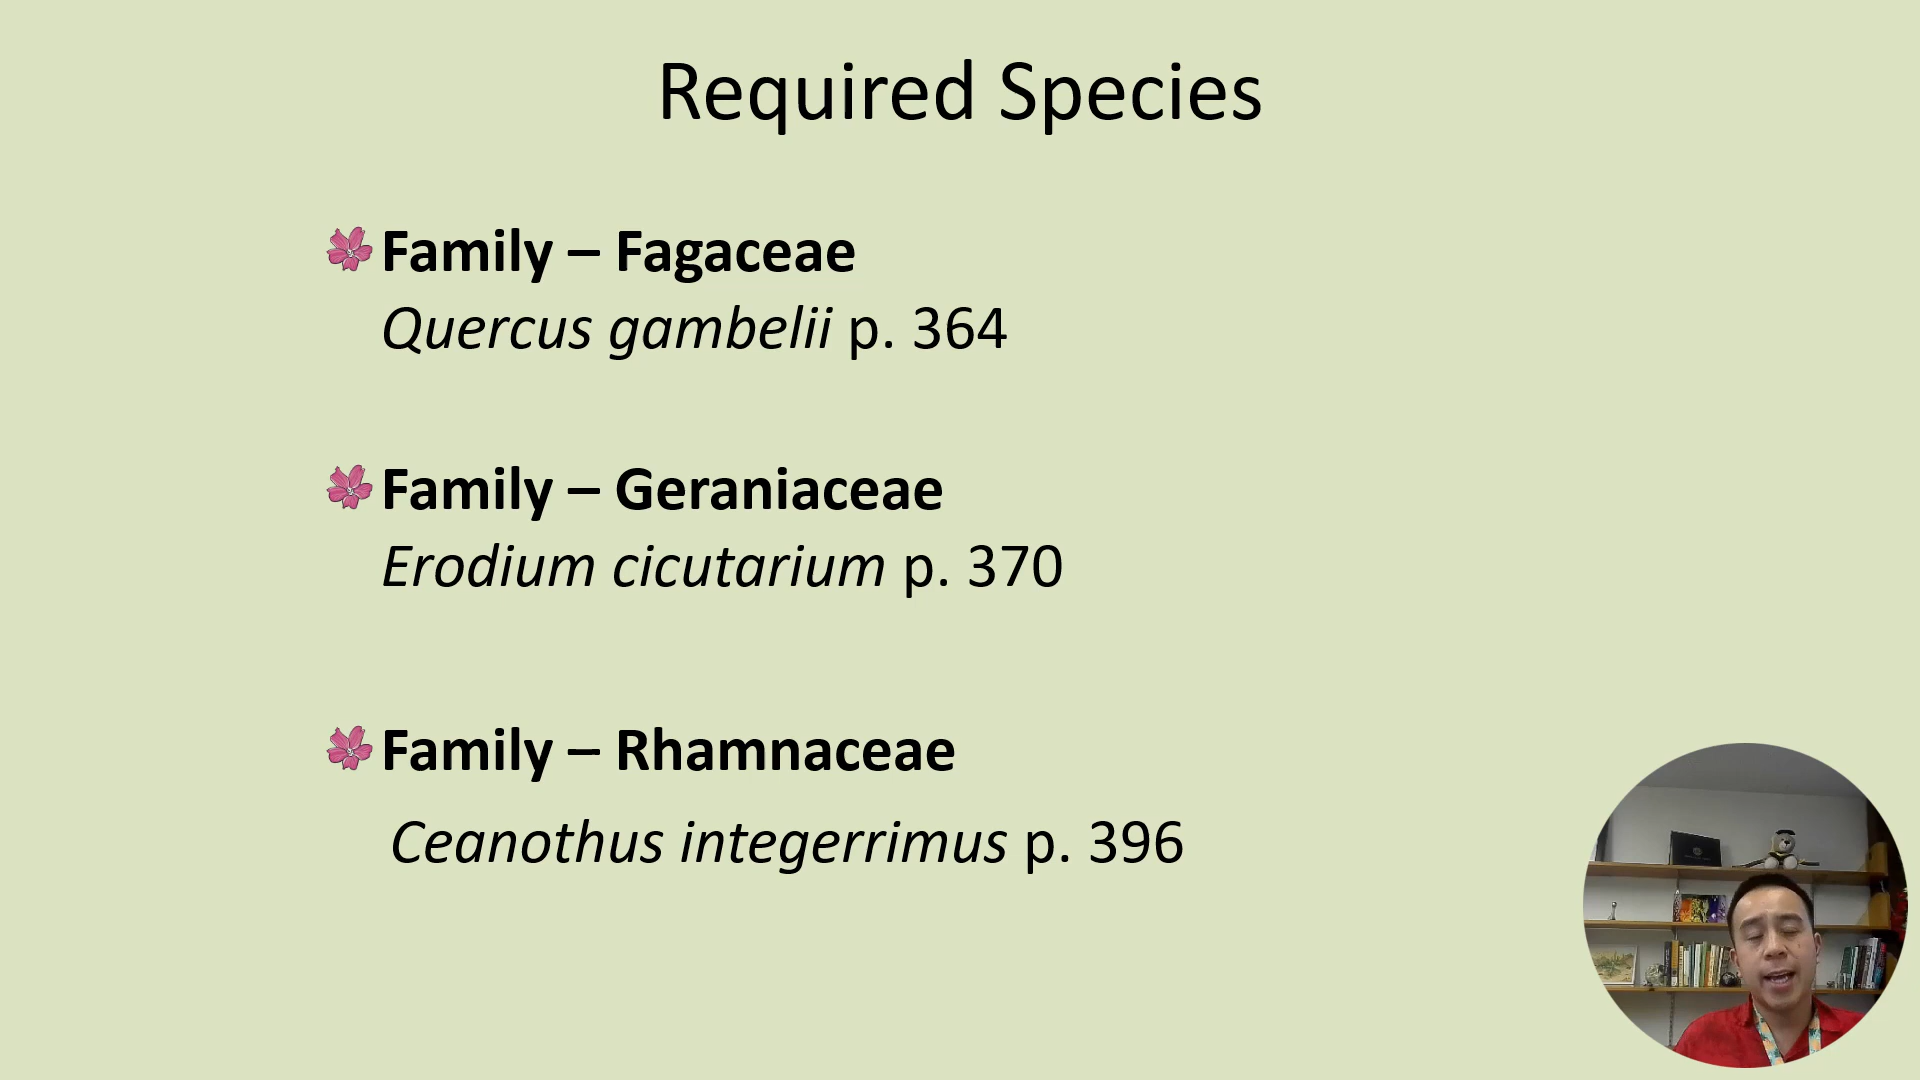 Required Species
Family – Fagaceae
Quercus gambelii p. 364
Family – Geraniaceae
Erodium cicutarium p. 370
Family – Rhamnaceae
Ceanothus integerrimus p. 396